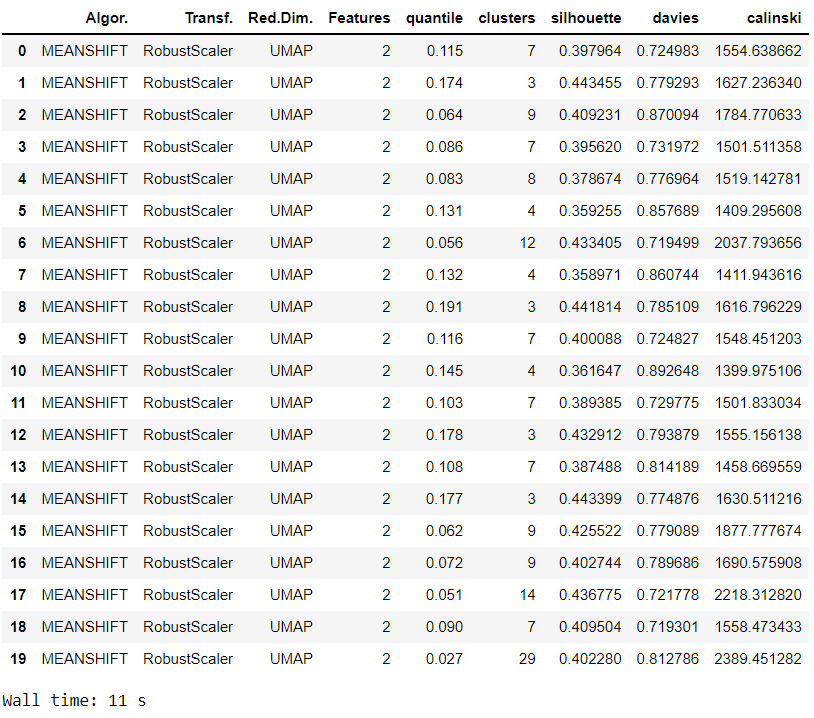 Algor. Transf. Red.Dim. Features quantile clusters silhouette davies calinski
0 MEANSHIFT RobustScaler UMAP 2 0.115 7 0.397964 0.724983 1554.638662
1 MEANSHIFT RobustScaler UMAP 2 0.174 3 0.443455 0.779293 1627.236340
2 MEANSHIFT RobustScaler UMAP 2 0.064 9 0.409231 0.870094 1784.770633
3 MEANSHIFT RobustScaler UMAP 2 0.086 7 0.395620 0.731972 1501.511358
4 MEANSHIFT RobustScaler UMAP 2 0.083 8 0.378674 0.776964 1519.142781
5 MEANSHIFT RobustScaler UMAP 2 0.131 4 0.359255 0.857689 1409.295608
6 MEANSHIFT RobustScaler UMAP 2 0.056 12 0.433405 0.719499 2037.793656
7 MEANSHIFT RobustScaler UMAP 2 0.132 4 0.358971 0.860744 1411.943616
8 MEANSHIFT RobustScaler UMAP 2 0.191 3 0.441814 0.785109 1616.796229
9 MEANSHIFT RobustScaler UMAP 2 0.116 7 0.400088 0.724827 1548.451203
10 MEANSHIFT RobustScaler UMAP 2 0.145 4 0.361647 0.892648 1399.975106
11 MEANSHIFT RobustScaler UMAP 2 0.103 7 0.389385 0.729775 1501.833034
12 MEANSHIFT RobustScaler UMAP 2 0.178 3 0.432912 0.793879 1555.156138
13 MEANSHIFT RobustScaler UMAP 2 0.108 7 0.387488 0.814189 1458.669559
14 MEANSHIFT RobustScaler UMAP 2 0.177 3 0.443399 0.774876 1630.511216
15 MEANSHIFT RobustScaler UMAP 2 0.062 9 0.425522 0.779089 1877.777674
16 MEANSHIFT RobustScaler UMAP 2 0.072 9 0.402744 0.789686 1690.575908
17 MEANSHIFT RobustScaler UMAP 2 0.051 14 0.436775 0.721778 2218.312820
18 MEANSHIFT RobustScaler UMAP 2 0.090 7 0.409504 0.719301 1558.473433
19 MEANSHIFT RobustScaler UMAP 2 0.027 29 0.402280 0.812786 2389.451282
Wall time: 11 s